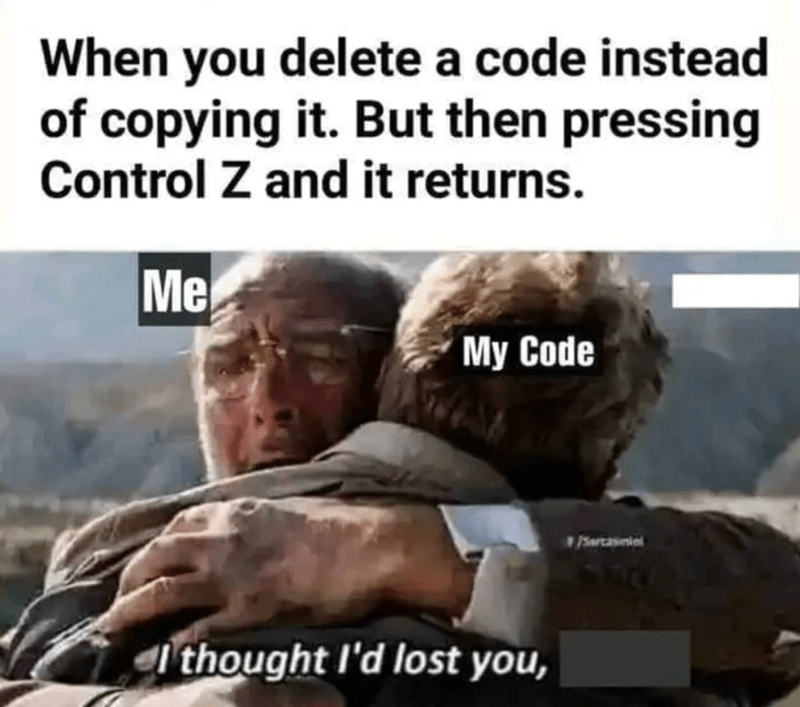 When you delete a code instead
of copying it. But then pressing
Control Z and it returns.
Me
My Code
I thought I'd lost you,